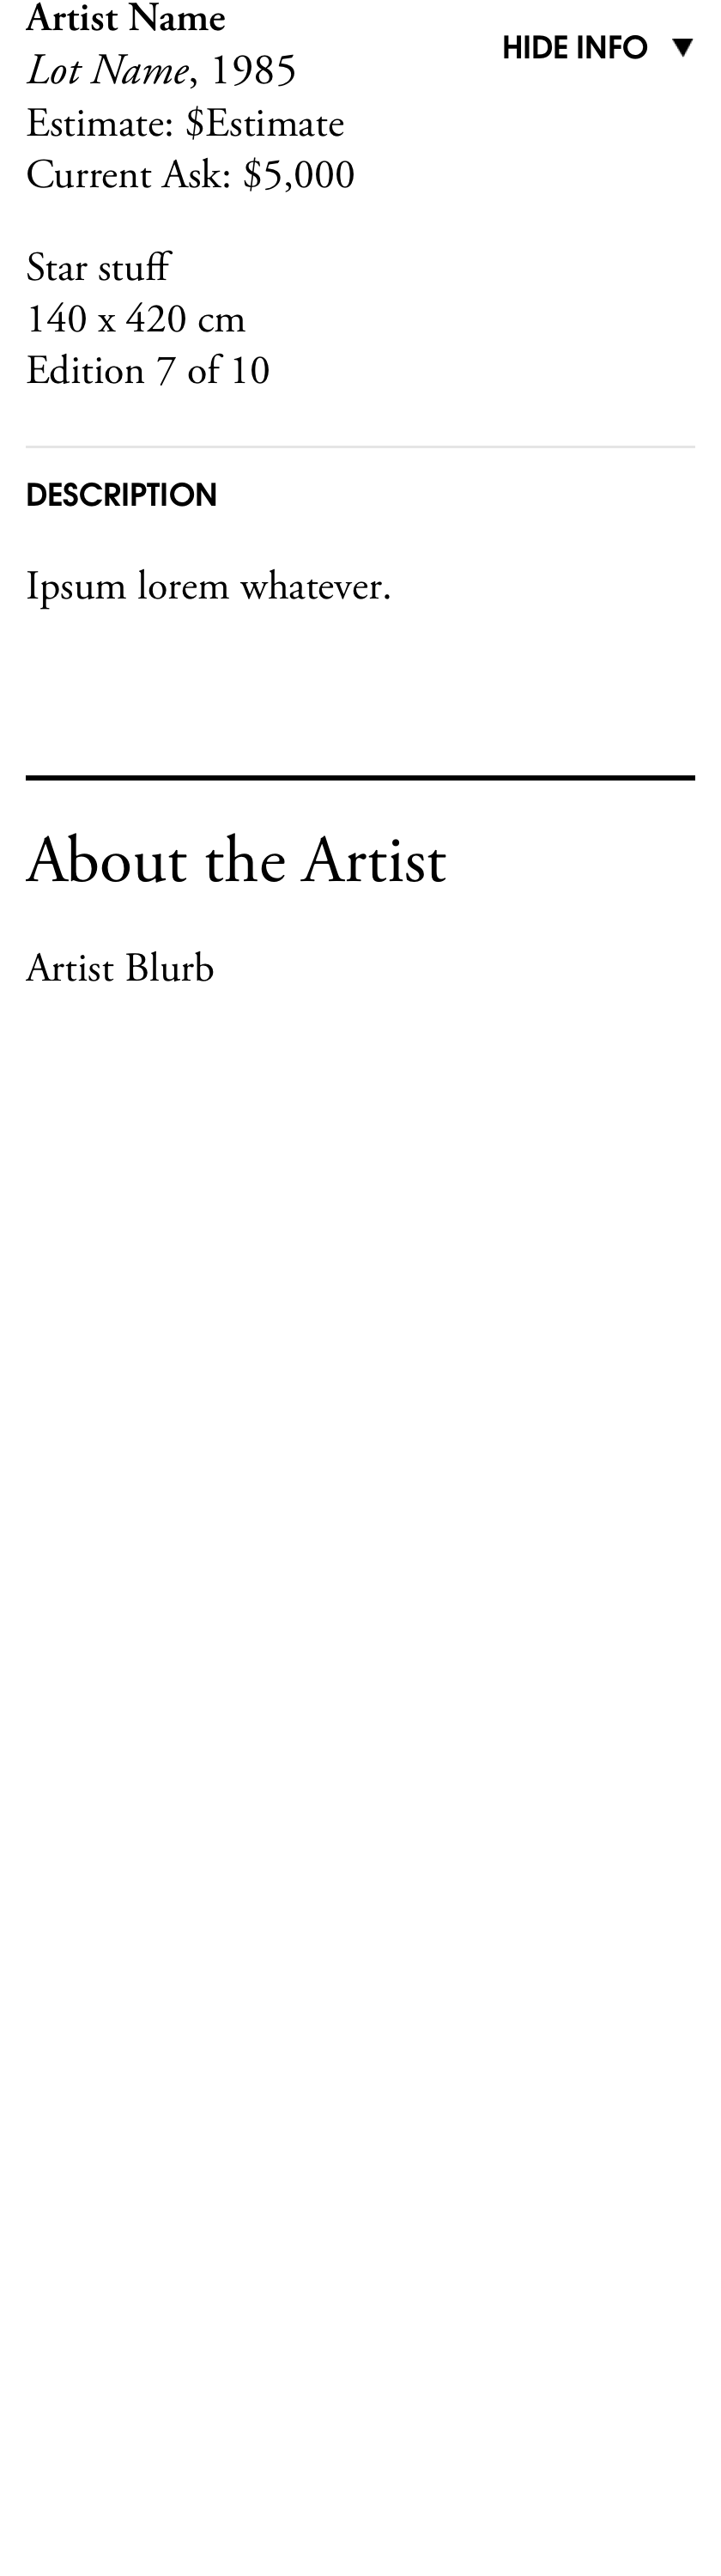 Artist Name
HIDE INFO ▼
Lot Name, 1985
Estimate: $Estimate
Current Ask: $5,000
Star stuff
140 x 420 cm
Edition 7 of 10
DESCRIPTION
Ipsum lorem whatever.
About the Artist
Artist Blurb